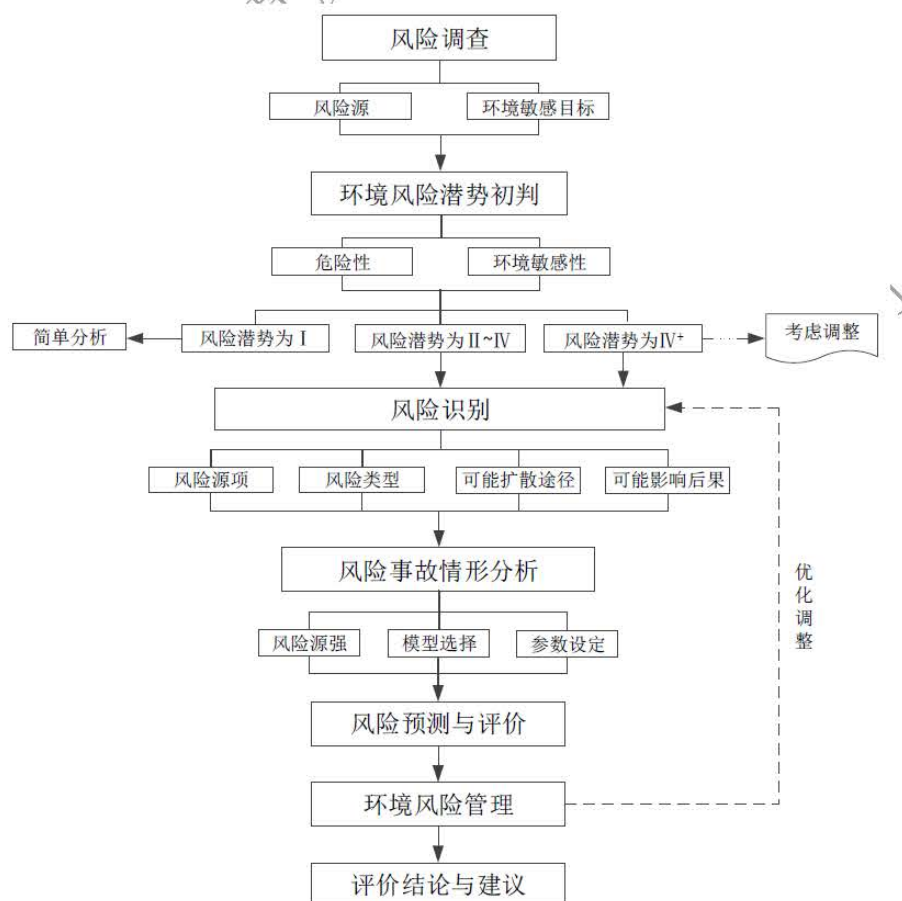 风险调查
风险源
环境敏感目标
环境风险潜势初判
危险性
环境敏感性
简单分析
风险潜势为Ⅰ
风险潜势为Ⅱ~Ⅳ
风险潜势为Ⅳ⁺
考虑调整
风险识别
风险源项
风险类型
可能扩散途径
可能影响后果
风险事故情形分析
优化调整
风险源强
模型选择
参数设定
风险预测与评价
环境风险管理
评价结论与建议